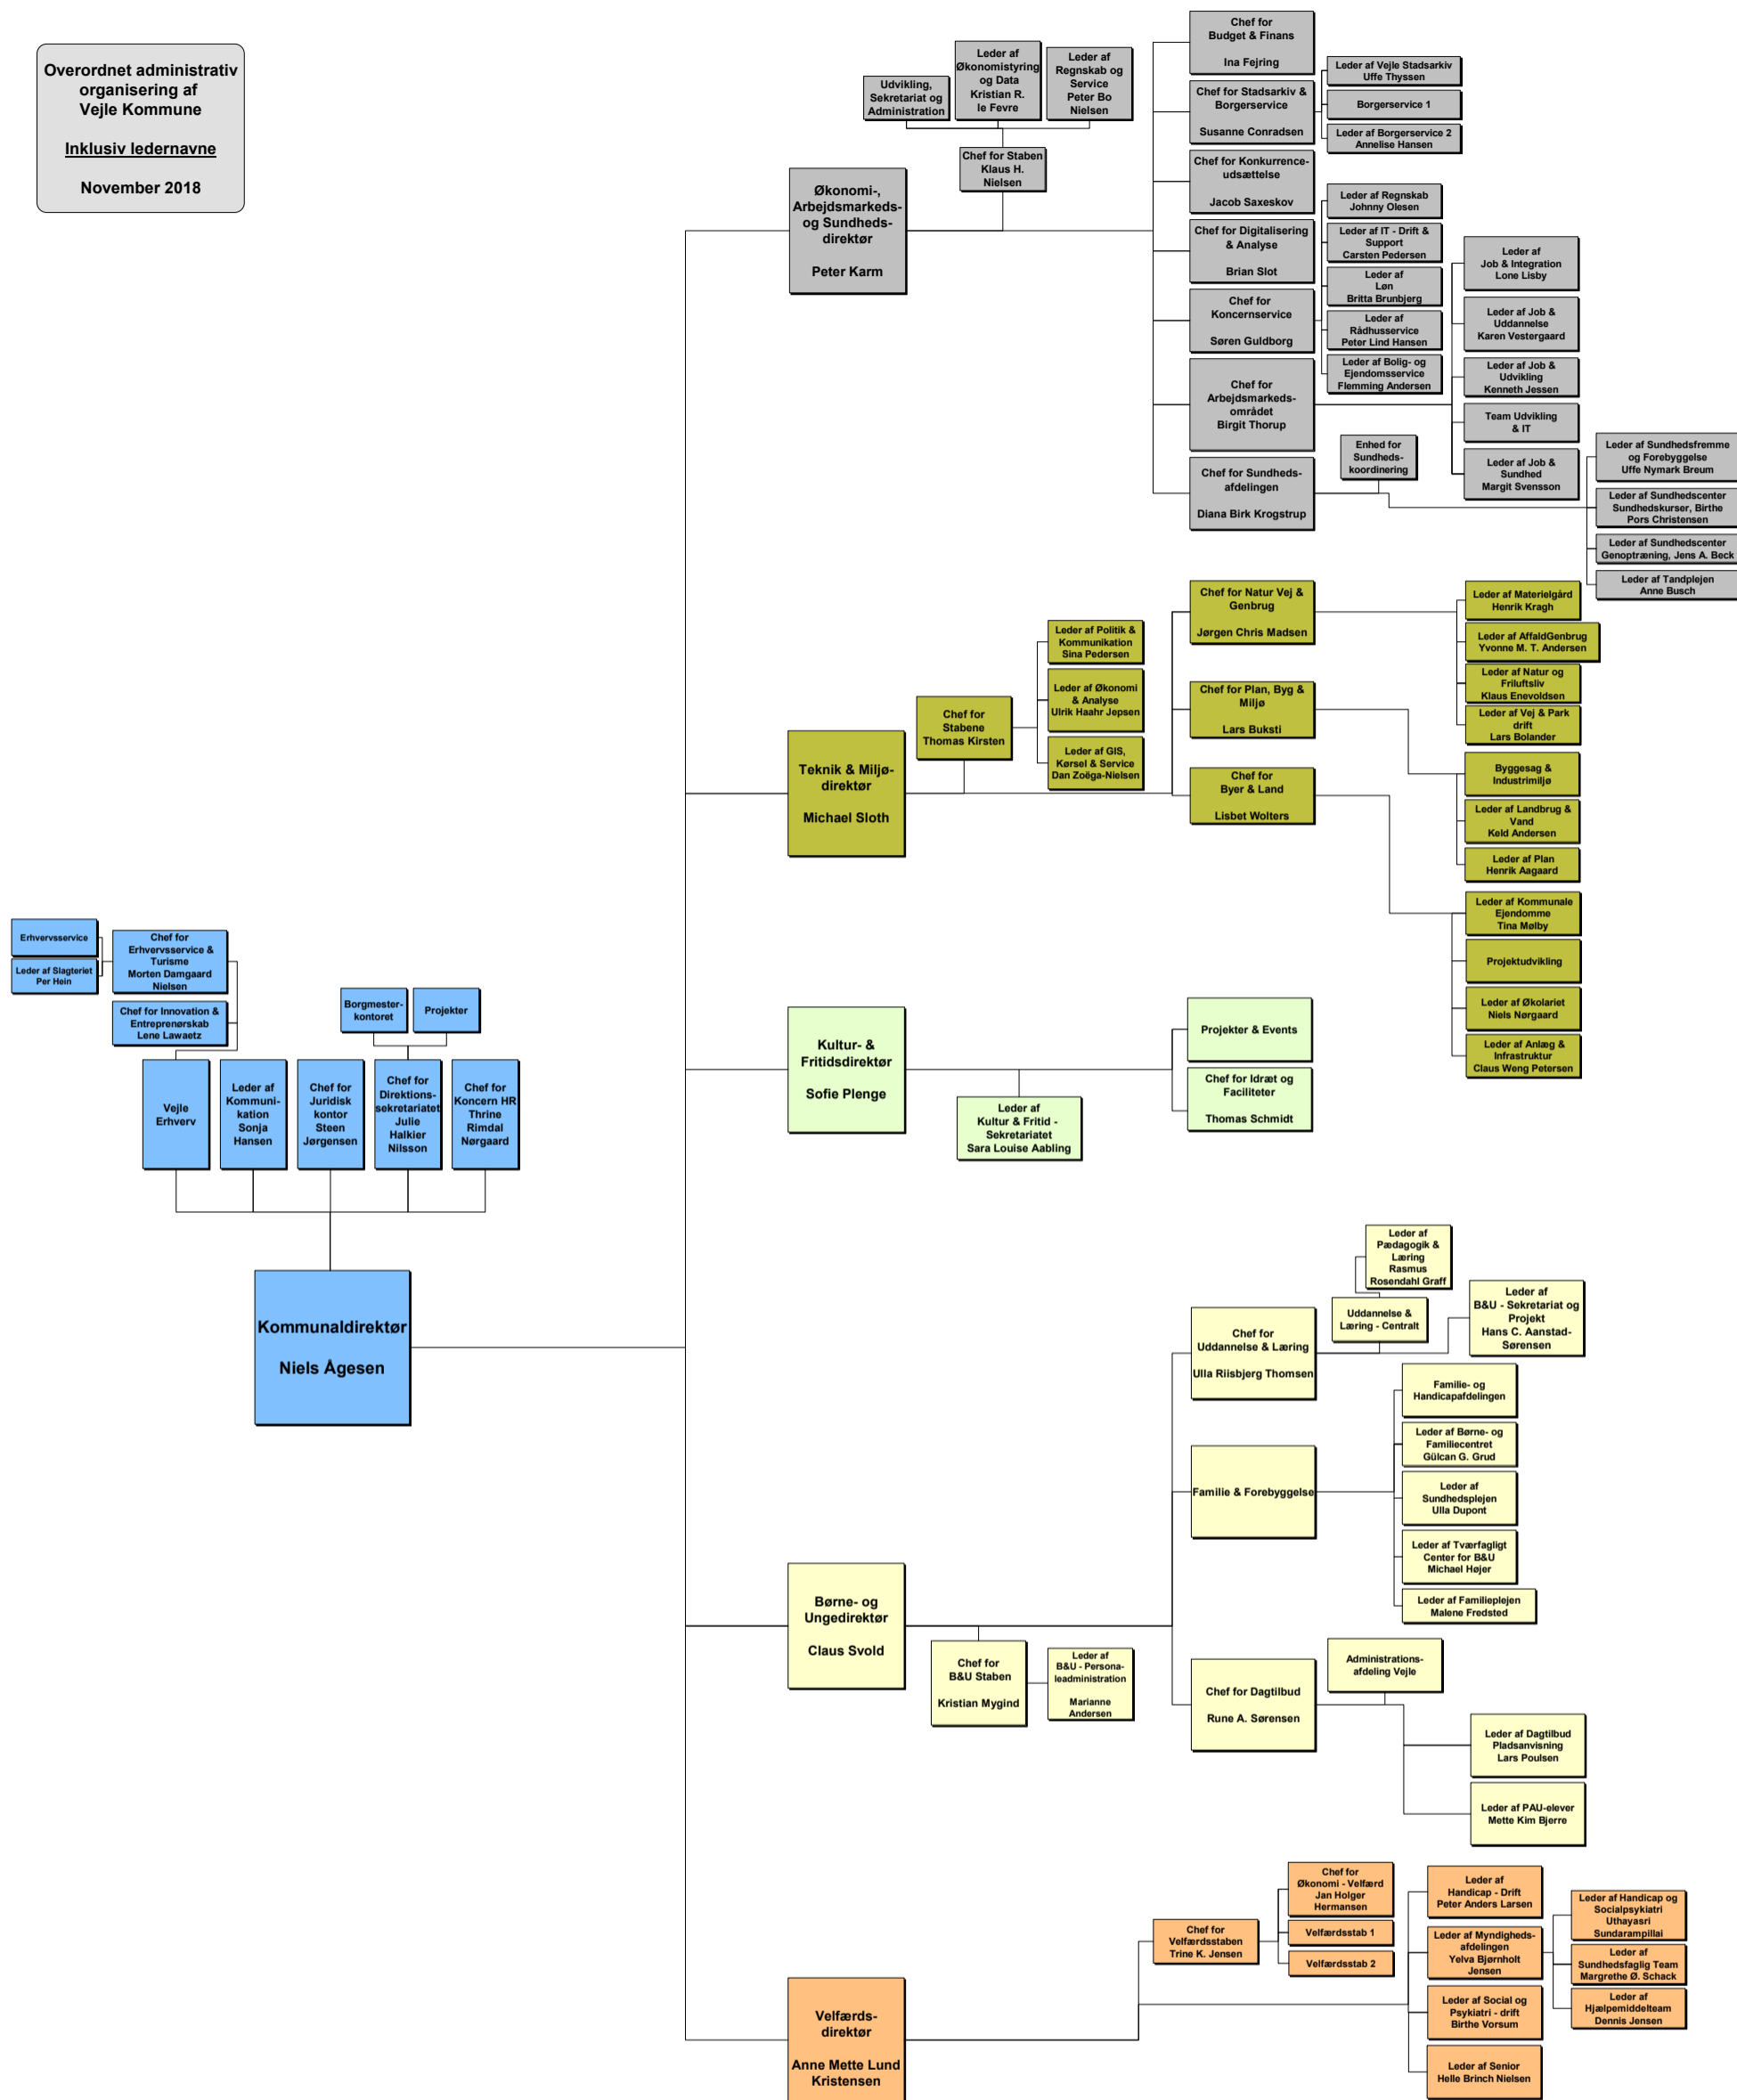 Overordnet administrativ
organisering af
Vejle Kommune
Inklusiv ledernavne
November 2018
Udvikling,
Sekretariat og
Administration
Leder af
Økonomistyring
og Data
Kristian R.
le Fevre
Leder af
Regnskab og
Service
Peter Bo
Nielsen
Chef for Staben
Klaus H.
Nielsen
Økonomi-,
Arbejdsmarkeds-
og Sundheds-
direktør
Peter Karm
Chef for
Budget & Finans
Ina Fejring
Chef for Stadsarkiv &
Borgerservice
Susanne Conradsen
Leder af Vejle Stadsarkiv
Uffe Thyssen
Borgerservice 1
Leder af Borgerservice 2
Annelise Hansen
Chef for Konkurrence-
udsættelse
Jacob Saxeskov
Chef for Digitalisering
& Analyse
Brian Slot
Chef for
Koncernservice
Søren Guldborg
Leder af Regnskab
Johnny Olesen
Leder af IT - Drift &
Support
Carsten Pedersen
Leder af
Løn
Britta Brunbjerg
Leder af
Rådhusservice
Peter Lind Hansen
Leder af Bolig- og
Ejendomsservice
Flemming Andersen
Chef for
Arbejdsmarkeds-
området
Birgit Thorup
Leder af
Job & Integration
Lone Lisby
Leder af Job &
Uddannelse
Karen Vestergaard
Leder af Job &
Udvikling
Kenneth Jessen
Team Udvikling
& IT
Leder af Job &
Sundhed
Margit Svensson
Chef for Sundheds-
afdelingen
Diana Birk Krogstrup
Enhed for
Sundheds-
koordinering
Leder af Sundhedsfremme
og Forebyggelse
Uffe Nymark Breum
Leder af Sundhedscenter
Sundhedskurser, Birthe
Pors Christensen
Leder af Sundhedscenter
Genoptræning, Jens A. Beck
Leder af Tandplejen
Anne Busch
Teknik & Miljø-
direktør
Michael Sloth
Chef for
Stabene
Thomas Kirsten
Leder af Politik &
Kommunikation
Sina Pedersen
Leder af Økonomi
& Analyse
Ulrik Haahr Jepsen
Leder af GIS,
Kørsel & Service
Dan Zoëga-Nielsen
Chef for Natur Vej &
Genbrug
Jørgen Chris Madsen
Leder af Materielgård
Henrik Kragh
Leder af AffaldGenbrug
Yvonne M. T. Andersen
Leder af Natur og
Friluftsliv
Klaus Enevoldsen
Leder af Vej & Park
drift
Lars Bolander
Chef for Plan, Byg &
Miljø
Lars Buksti
Byggesag &
Industrimiljø
Leder af Landbrug &
Vand
Keld Andersen
Leder af Plan
Henrik Aagaard
Chef for
Byer & Land
Lisbet Wolters
Leder af Kommunale
Ejendomme
Tina Mølby
Projektudvikling
Leder af Økolariet
Niels Nørgaard
Leder af Anlæg &
Infrastruktur
Claus Weng Petersen
Erhvervsservice
Leder af Slagteriet
Per Hein
Chef for
Erhvervsservice &
Turisme
Morten Damgaard
Nielsen
Chef for Innovation &
Entreprenørskab
Lene Lawaetz
Borgmester-
kontoret
Projekter
Vejle
Erhverv
Leder af
Kommuni-
kation
Sonja
Hansen
Chef for
Juridisk
kontor
Steen
Jørgensen
Chef for
Direktions-
sekretariatet
Julie
Halkier
Nilsson
Chef for
Koncern HR
Thrine
Rimdal
Nørgaard
Kommunaldirektør
Niels Ågesen
Kultur- &
Fritidsdirektør
Sofie Plenge
Leder af
Kultur & Fritid -
Sekretariatet
Sara Louise Aabling
Projekter & Events
Chef for Idræt og
Faciliteter
Thomas Schmidt
Børne- og
Ungedirektør
Claus Svold
Chef for
B&U Staben
Kristian Mygind
Leder af
B&U - Persona-
leadministration
Marianne
Andersen
Chef for
Uddannelse & Læring
Ulla Riisbjerg Thomsen
Leder af
Pædagogik &
Læring
Rasmus
Rosendahl Graff
Uddannelse &
Læring - Centralt
Leder af
B&U - Sekretariat og
Projekt
Hans C. Aanstad-
Sørensen
Familie & Forebyggelse
Familie- og
Handicapafdelingen
Leder af Børne- og
Familiecentret
Gülcan G. Grud
Leder af
Sundhedsplejen
Ulla Dupont
Leder af Tværfagligt
Center for B&U
Michael Højer
Leder af Familieplejen
Malene Fredsted
Chef for Dagtilbud
Rune A. Sørensen
Administrations-
afdeling Vejle
Leder af Dagtilbud
Pladsanvisning
Lars Poulsen
Leder af PAU-elever
Mette Kim Bjerre
Velfærds-
direktør
Anne Mette Lund
Kristensen
Chef for
Velfærdsstaben
Trine K. Jensen
Chef for
Økonomi - Velfærd
Jan Holger
Hermansen
Velfærdsstab 1
Velfærdsstab 2
Leder af
Handicap - Drift
Peter Anders Larsen
Leder af Myndigheds-
afdelingen
Yelva Bjørnholt
Jensen
Leder af Social og
Psykiatri - drift
Birthe Vorsum
Leder af Senior
Helle Brinch Nielsen
Leder af Handicap og
Socialpsykiatri
Uthayasri
Sundarampillai
Leder af
Sundhedsfaglig Team
Margrethe Ø. Schack
Leder af
Hjælpemiddelteam
Dennis Jensen